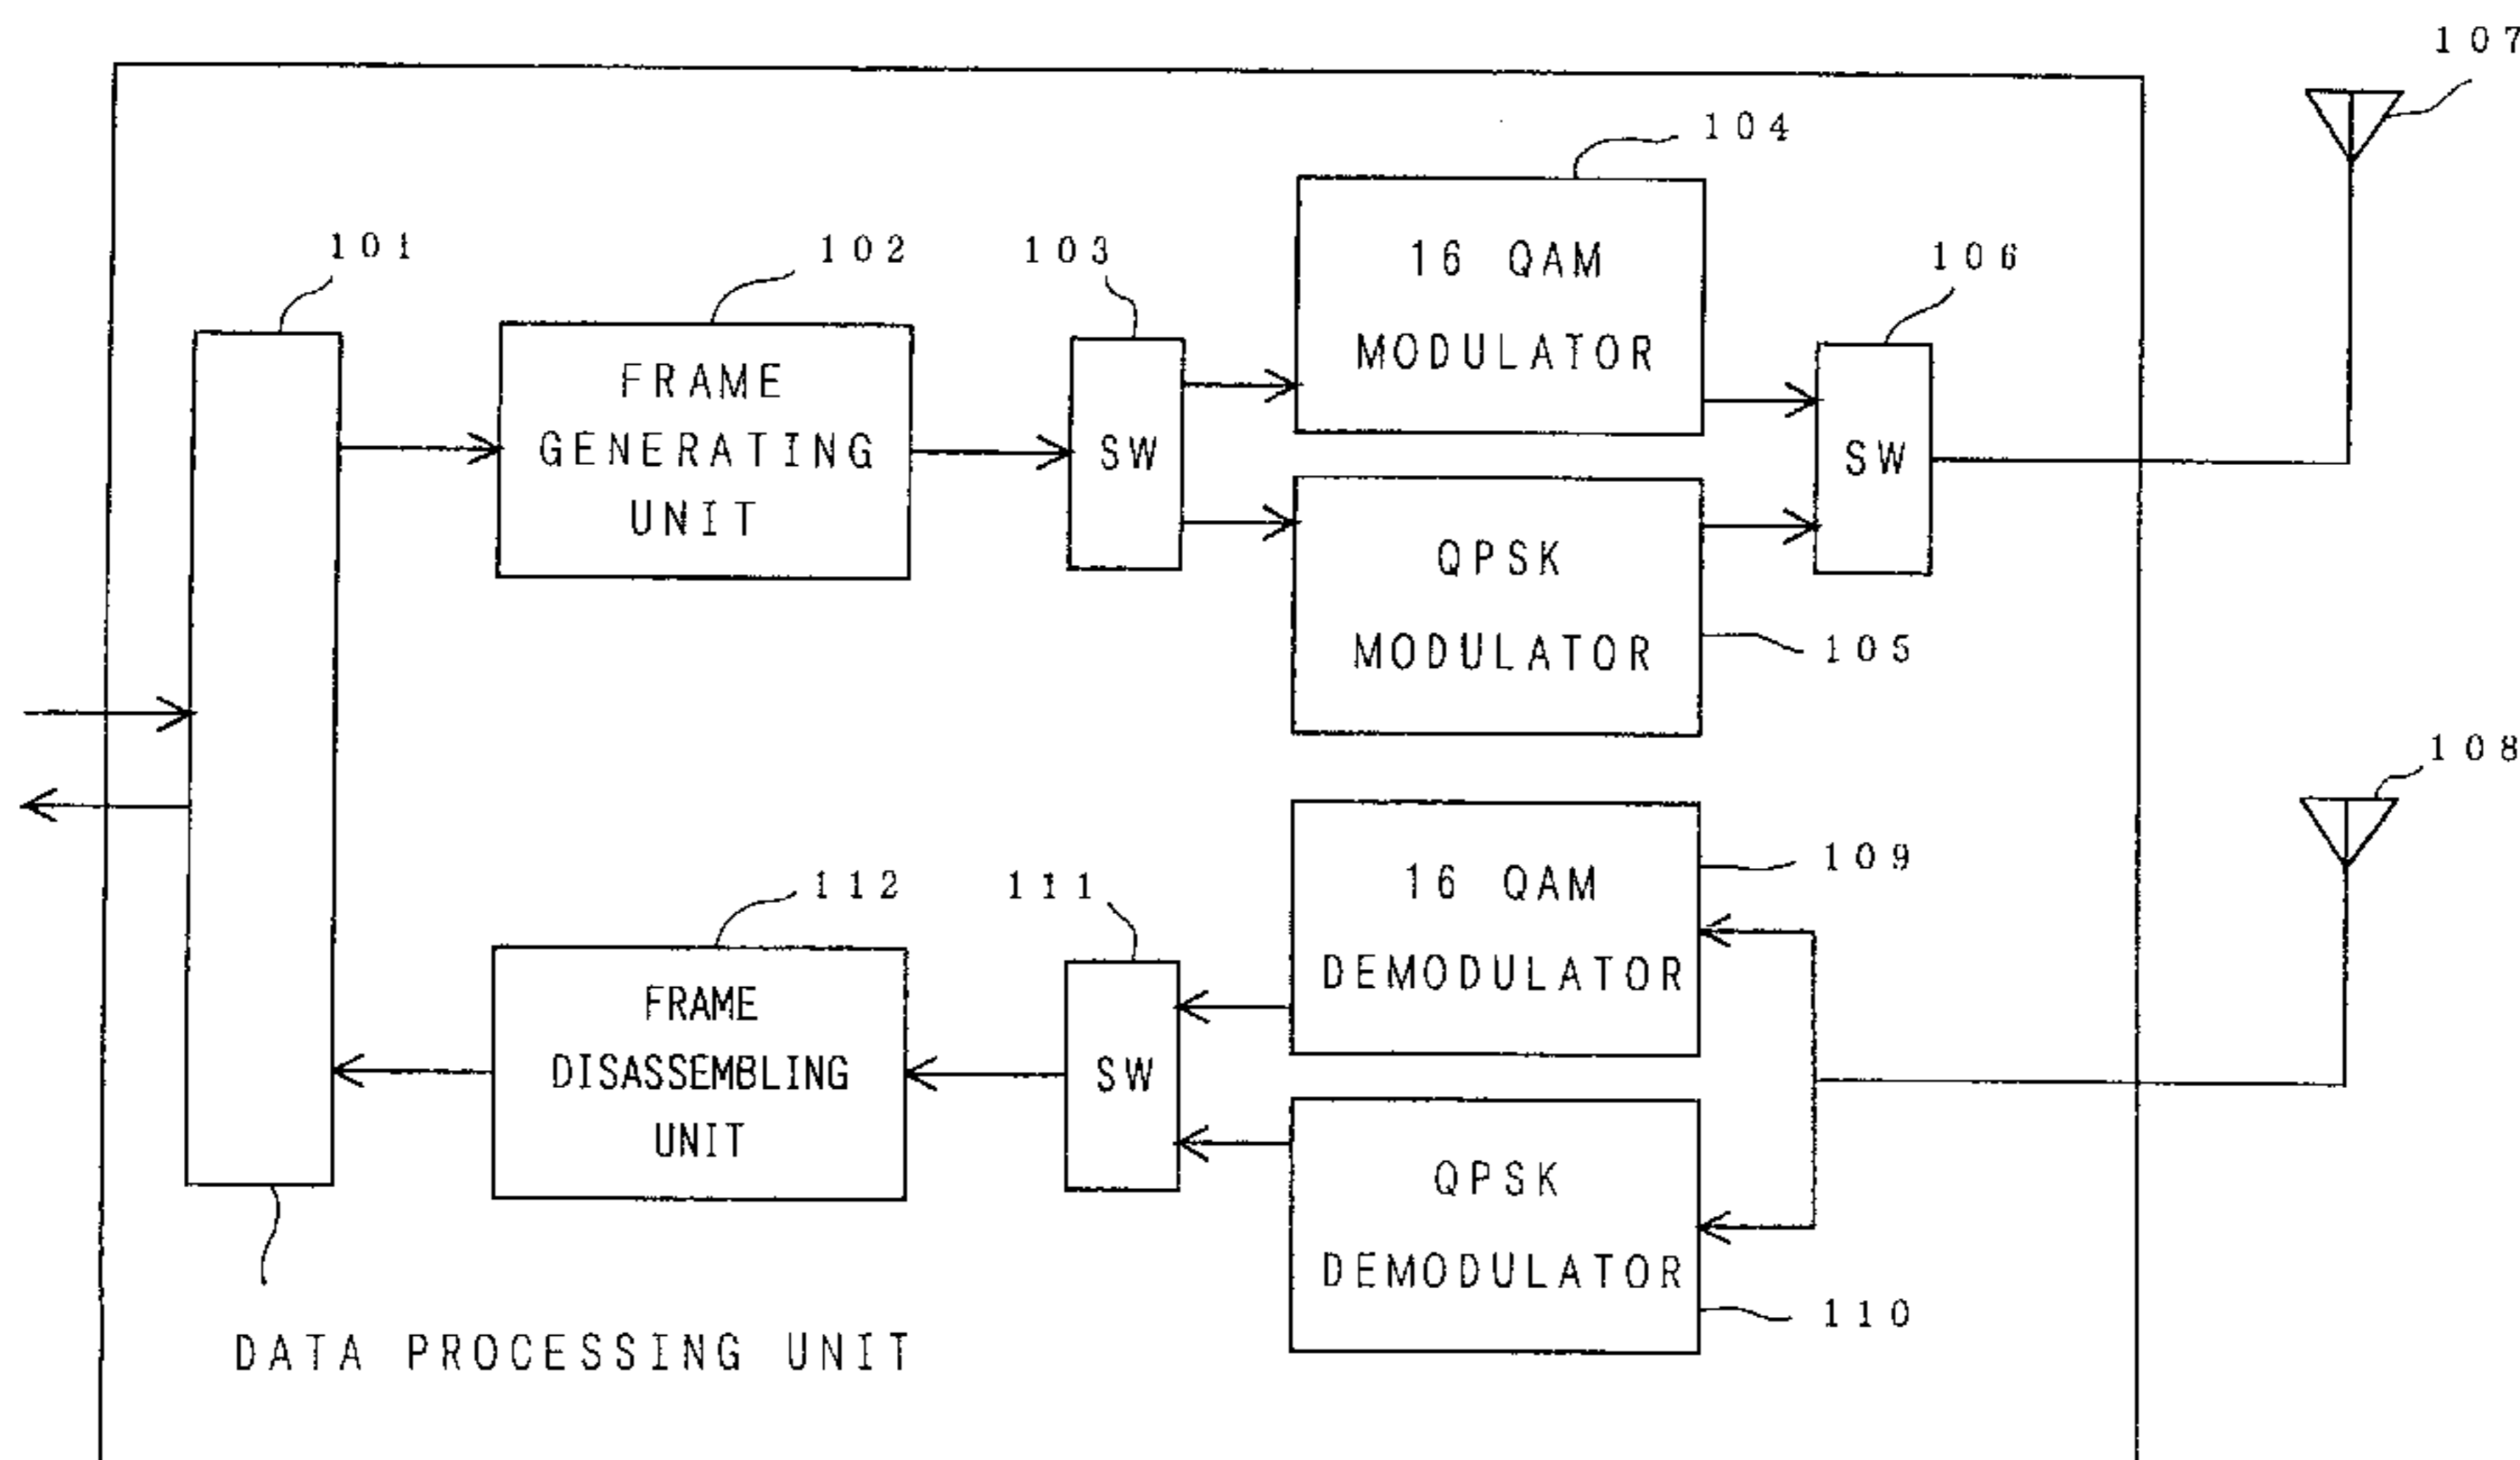 107
104
101
102
103
106
16 QAM
MODULATOR
FRAME
GENERATING
UNIT
SW
SW
QPSK
MODULATOR
105
108
109
112
111
16 QAM
DEMODULATOR
FRAME
DISASSEMBLING
UNIT
SW
QPSK
DEMODULATOR
110
DATA PROCESSING UNIT